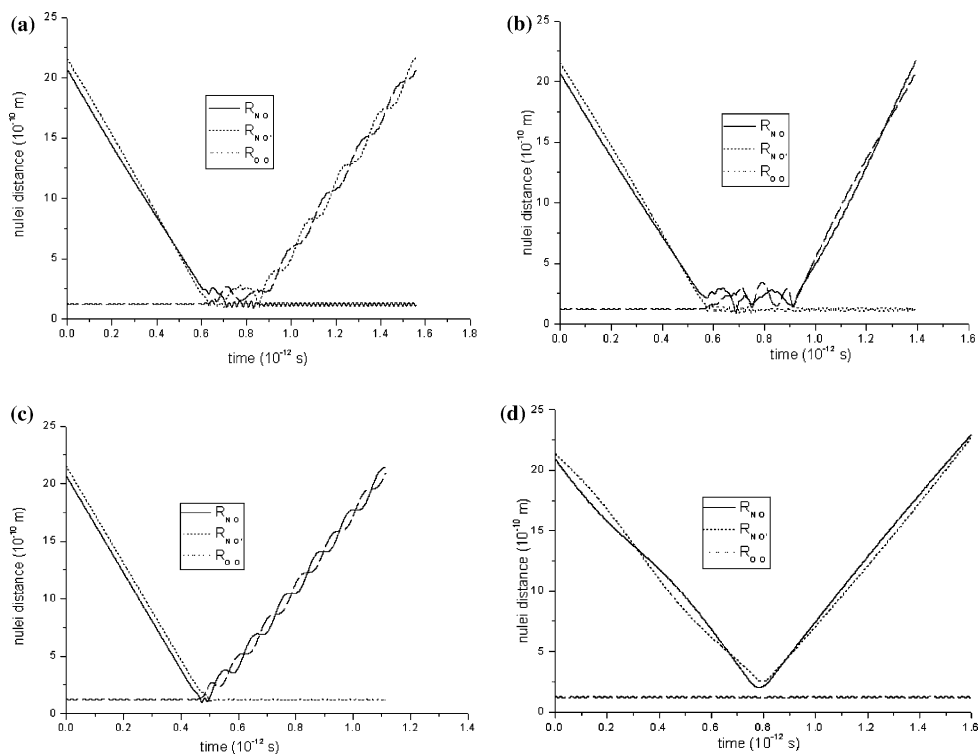 (a)
25
20
15
10
5
0
nulei distance (10⁻¹⁰ m)
R_NO
R_NO'
R_OO
0.0 0.2 0.4 0.6 0.8 1.0 1.2 1.4 1.6 1.8
time (10⁻¹² s)
(b)
25
20
15
10
5
0
nulei distance (10⁻¹⁰ m)
R_NO
R_NO'
R_OO
0.0 0.2 0.4 0.6 0.8 1.0 1.2 1.4 1.6
time (10⁻¹² s)
(c)
25
20
15
10
5
0
nulei distance (10⁻¹⁰ m)
R_NO
R_NO'
R_OO
0.0 0.2 0.4 0.6 0.8 1.0 1.2 1.4
time (10⁻¹² s)
(d)
25
20
15
10
5
0
nulei distance (10⁻¹⁰ m)
R_NO
R_NO'
R_OO
0.0 0.2 0.4 0.6 0.8 1.0 1.2 1.4 1.6
time (10⁻¹² s)